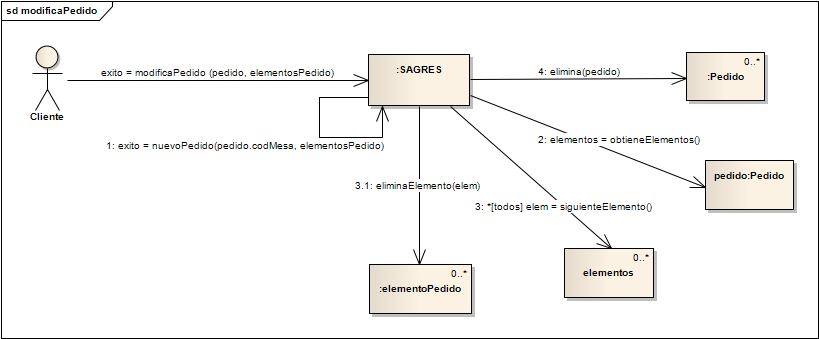 sd modificaPedido
exito = modificaPedido (pedido, elementosPedido)
Cliente
:SAGRES
4: elimina(pedido)
0..*
:Pedido
1: exito = nuevoPedido(pedido.codMesa, elementosPedido)
2: elementos = obtieneElementos()
pedido:Pedido
3.1: eliminaElemento(elem)
3: *[todos] elem = siguienteElemento()
0..*
:elementoPedido
0..*
elementos